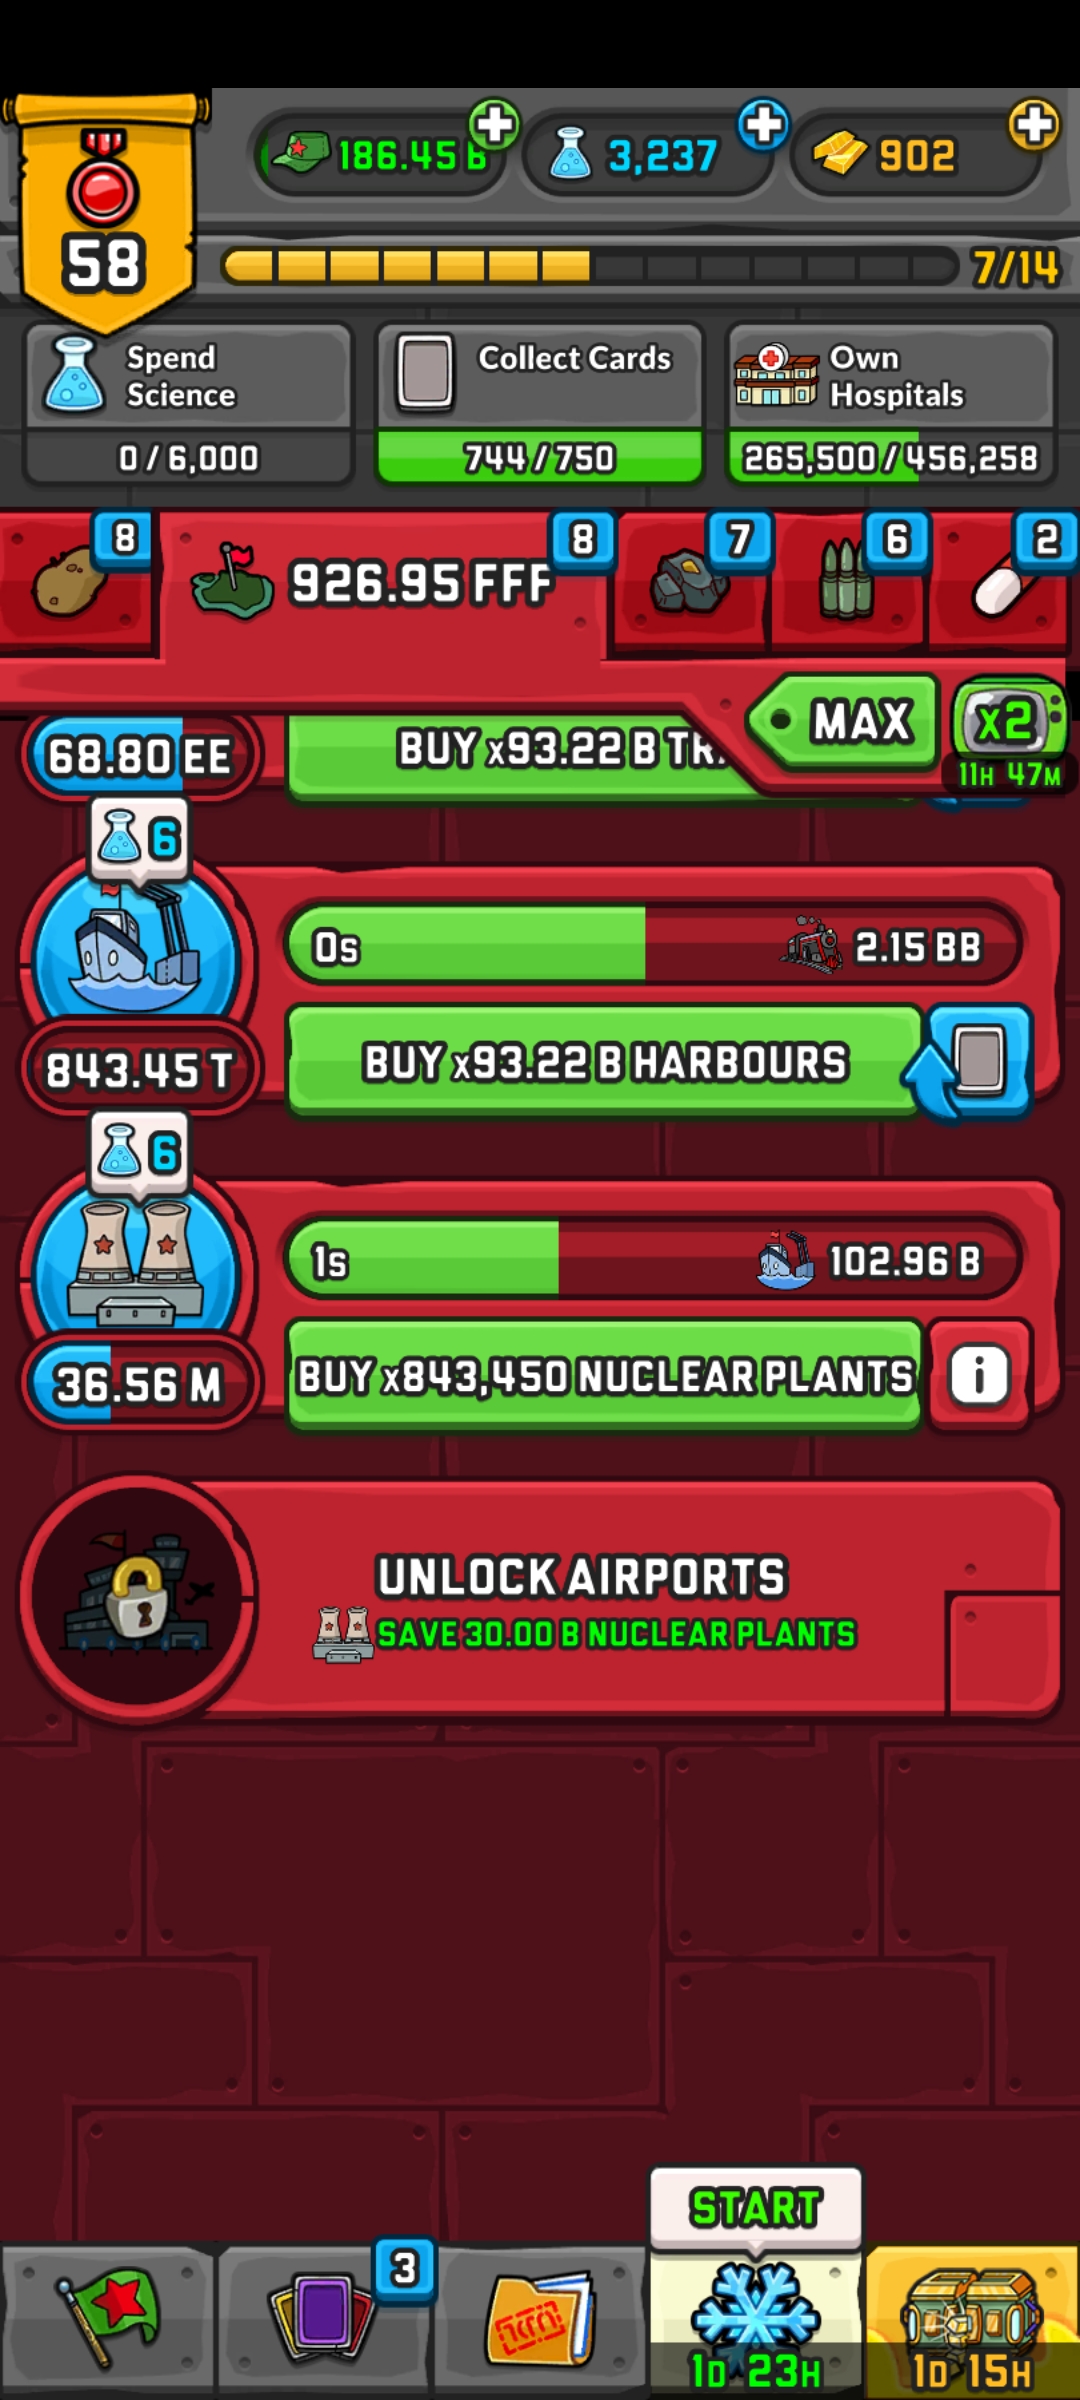 186.45 B
3,237
902
58
7/14
Spend
Science
0 / 6,000
Collect Cards
744 / 750
Own
Hospitals
265,500 / 456,258
8
926.95 FFF
8
7
6
2
MAX
x2
11H 47M
68.80 EE
BUY x93.22 B
6
0s
2.15 BB
843.45 T
BUY x93.22 B HARBOURS
6
1s
102.96 B
36.56 M
BUY x843,450 NUCLEAR PLANTS
i
UNLOCK AIRPORTS
SAVE 30.00 B NUCLEAR PLANTS
START
3
1D 23H
1D 15H